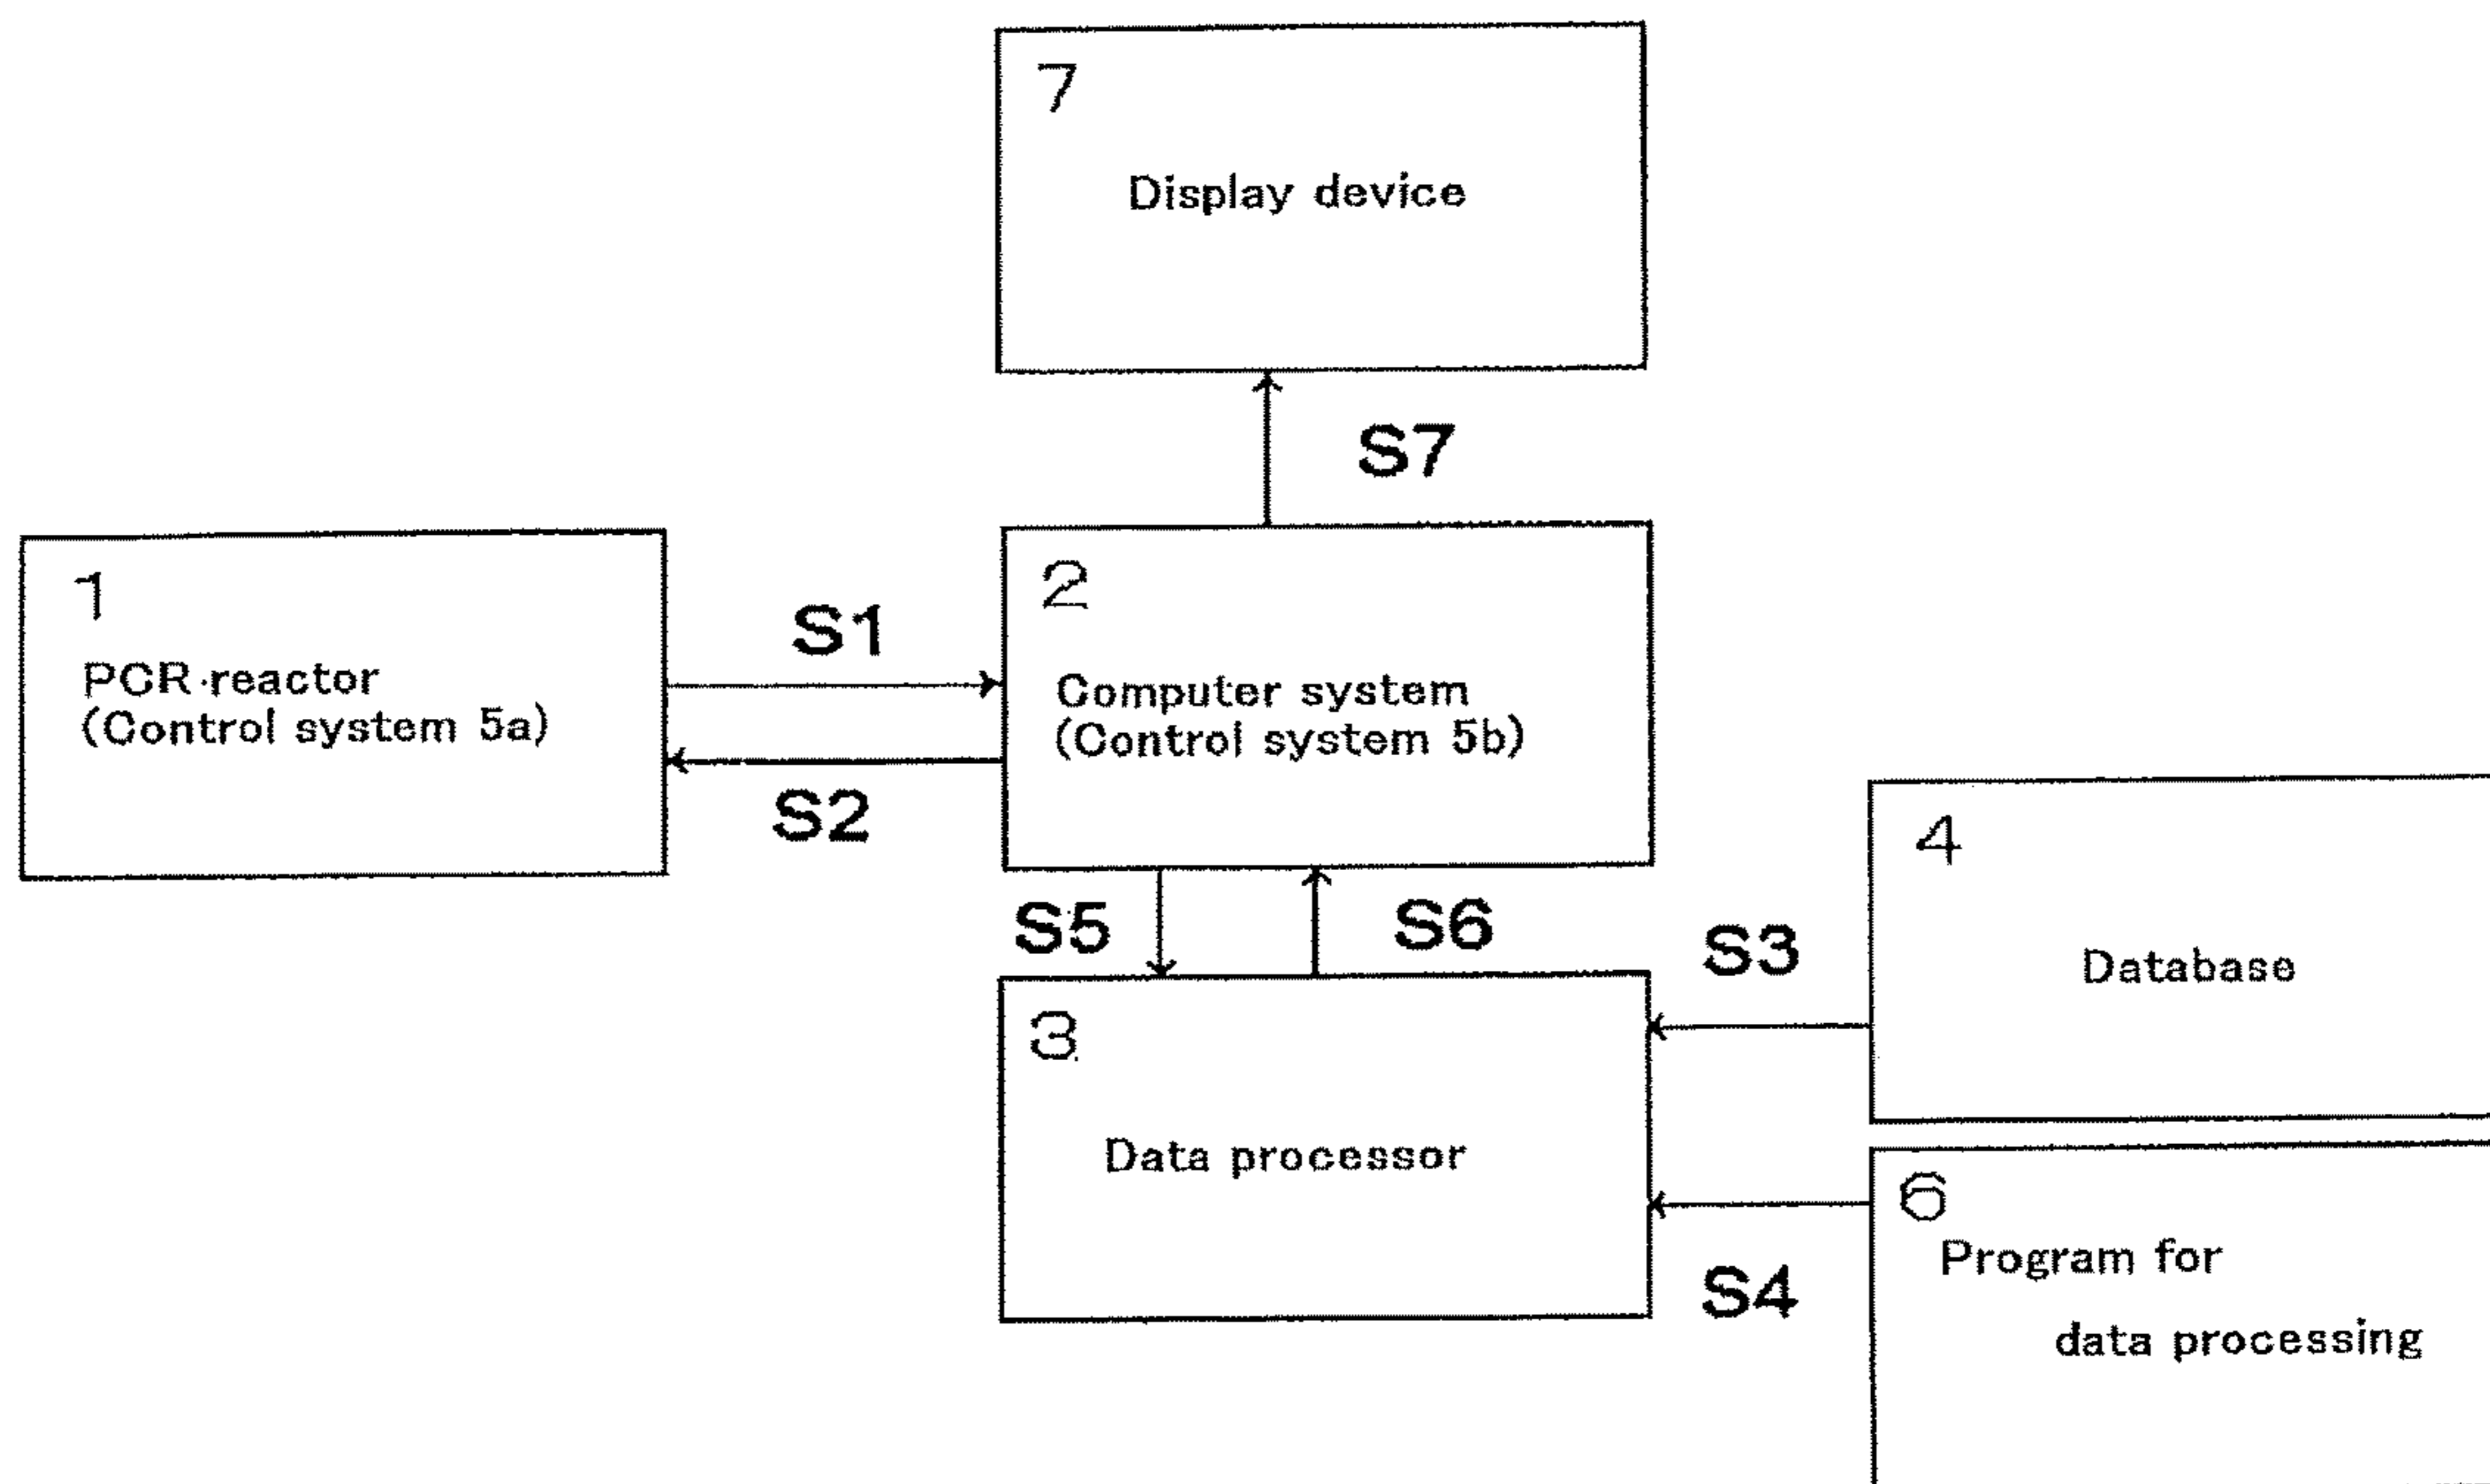 7
Display device
S7
1
PCR reactor
(Control system 5a)
S1
S2
2
Computer system
(Control system 5b)
S5
S6
3
Data processor
S3
S4
4
Database
6
Program for
data processing